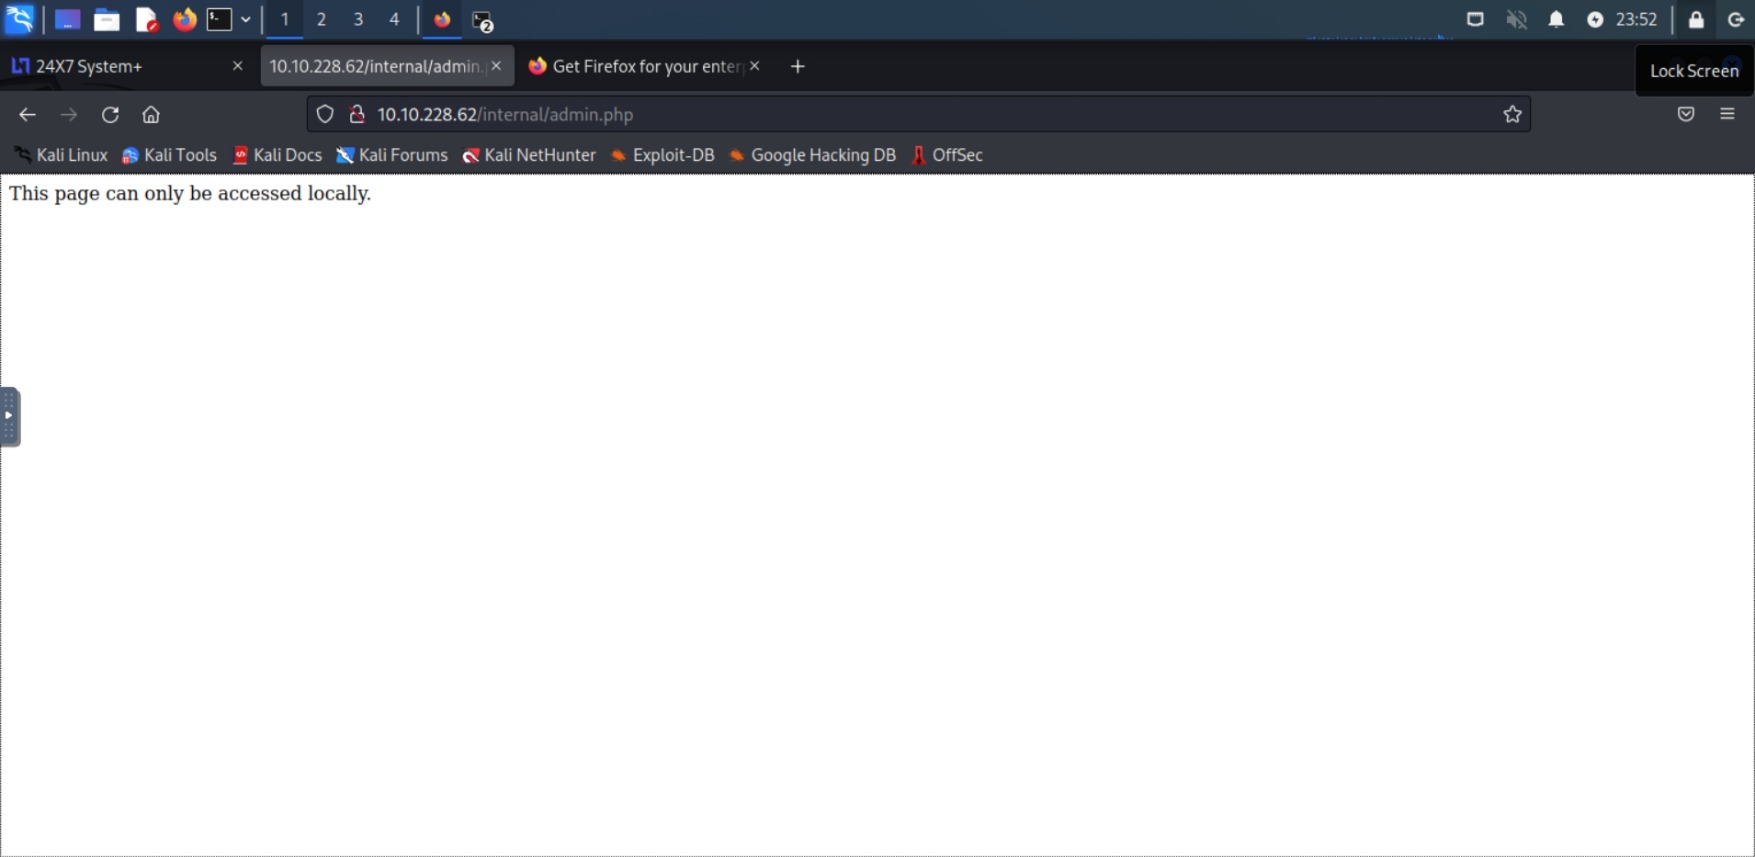 1 2 3 4 2 23:52
24X7 System+ 10.10.228.62/internal/admin. Get Firefox for your enter
Lock Screen
10.10.228.62/internal/admin.php
Kali Linux Kali Tools Kali Docs Kali Forums Kali NetHunter Exploit-DB Google Hacking DB OffSec
This page can only be accessed locally.